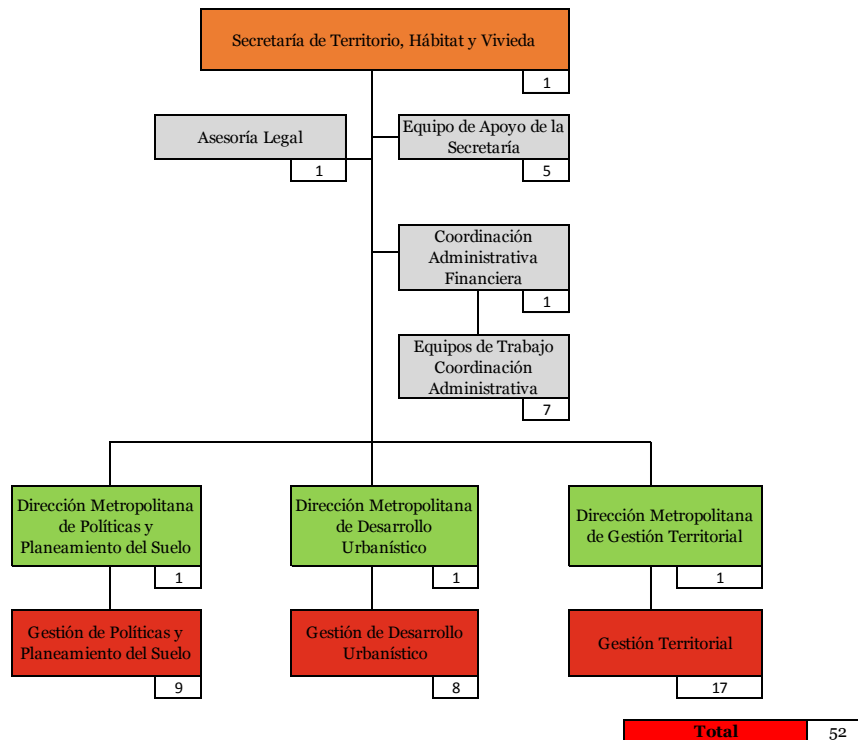 Secretaría de Territorio, Hábitat y Vivieda
1
Asesoría Legal
1
Equipo de Apoyo de la
Secretaría
5
Coordinación
Administrativa
Financiera
1
Equipos de Trabajo
Coordinación
Administrativa
7
Dirección Metropolitana
de Políticas y
Planeamiento del Suelo
1
Dirección Metropolitana
de Desarrollo
Urbanístico
1
Dirección Metropolitana
de Gestión Territorial
1
Gestión de Políticas y
Planeamiento del Suelo
9
Gestión de Desarrollo
Urbanístico
8
Gestión Territorial
17
Total 52